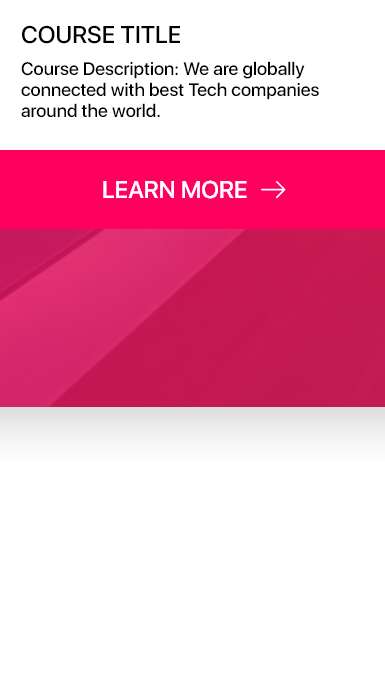 COURSE TITLE
Course Description: We are globally
connected with best Tech companies
around the world.
LEARN MORE